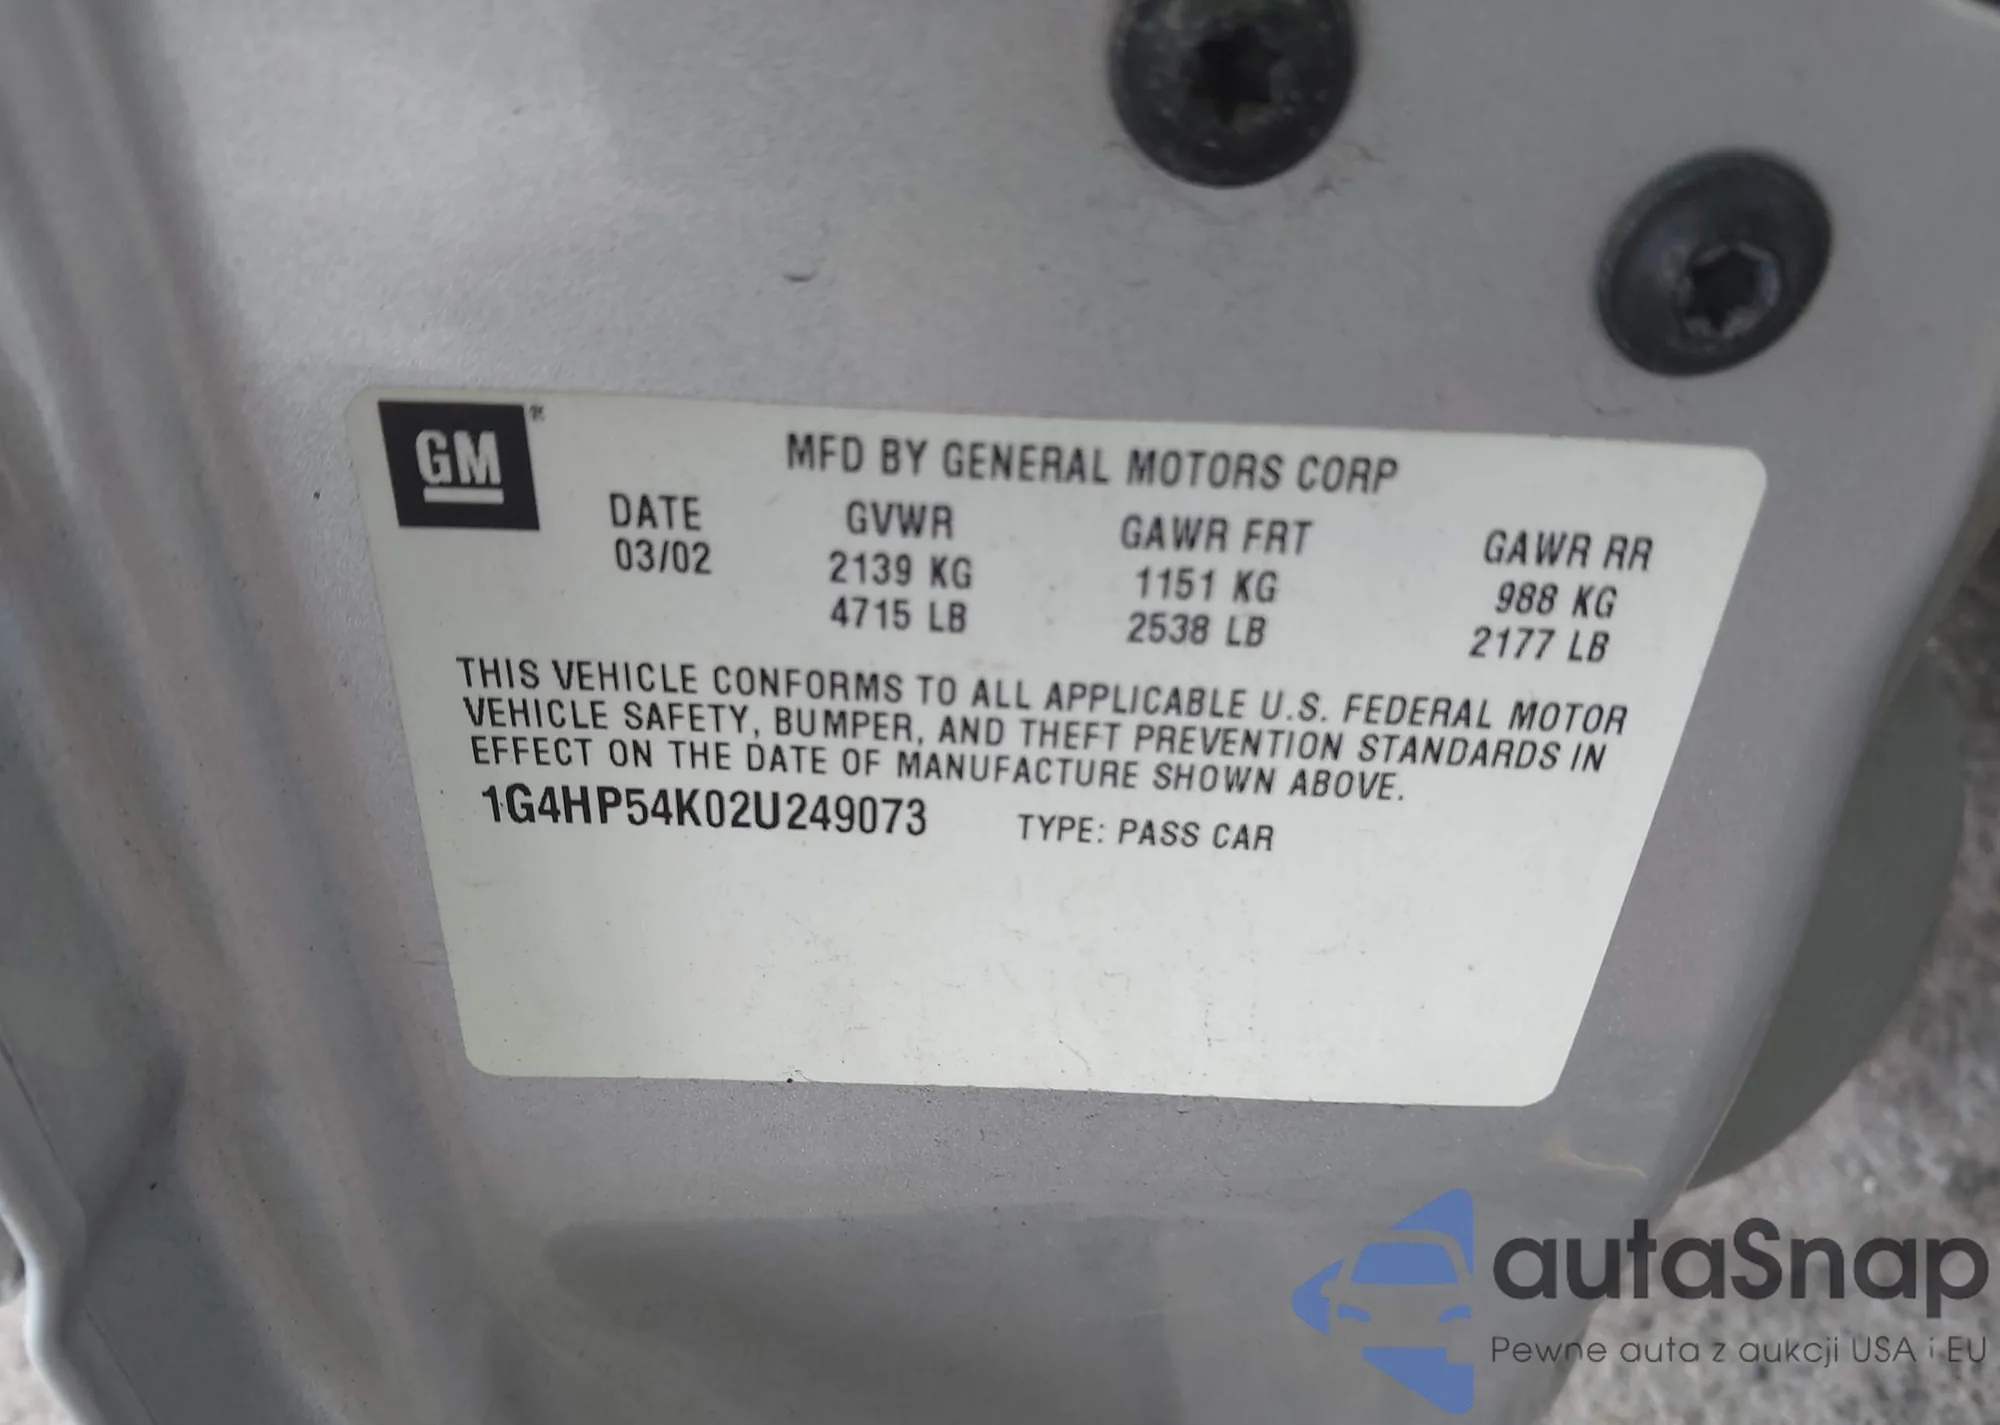 GM
MFD BY GENERAL MOTORS CORP
DATE GVWR GAWR FRT GAWR RR
03/02 2139 KG 1151 KG 988 KG
4715 LB 2538 LB 2177 LB
THIS VEHICLE CONFORMS TO ALL APPLICABLE U.S. FEDERAL MOTOR
VEHICLE SAFETY, BUMPER, AND THEFT PREVENTION STANDARDS IN
EFFECT ON THE DATE OF MANUFACTURE SHOWN ABOVE.
1G4HP54K02U249073 TYPE: PASS CAR
autaSnap
Pewne auta z aukcji USA i EU